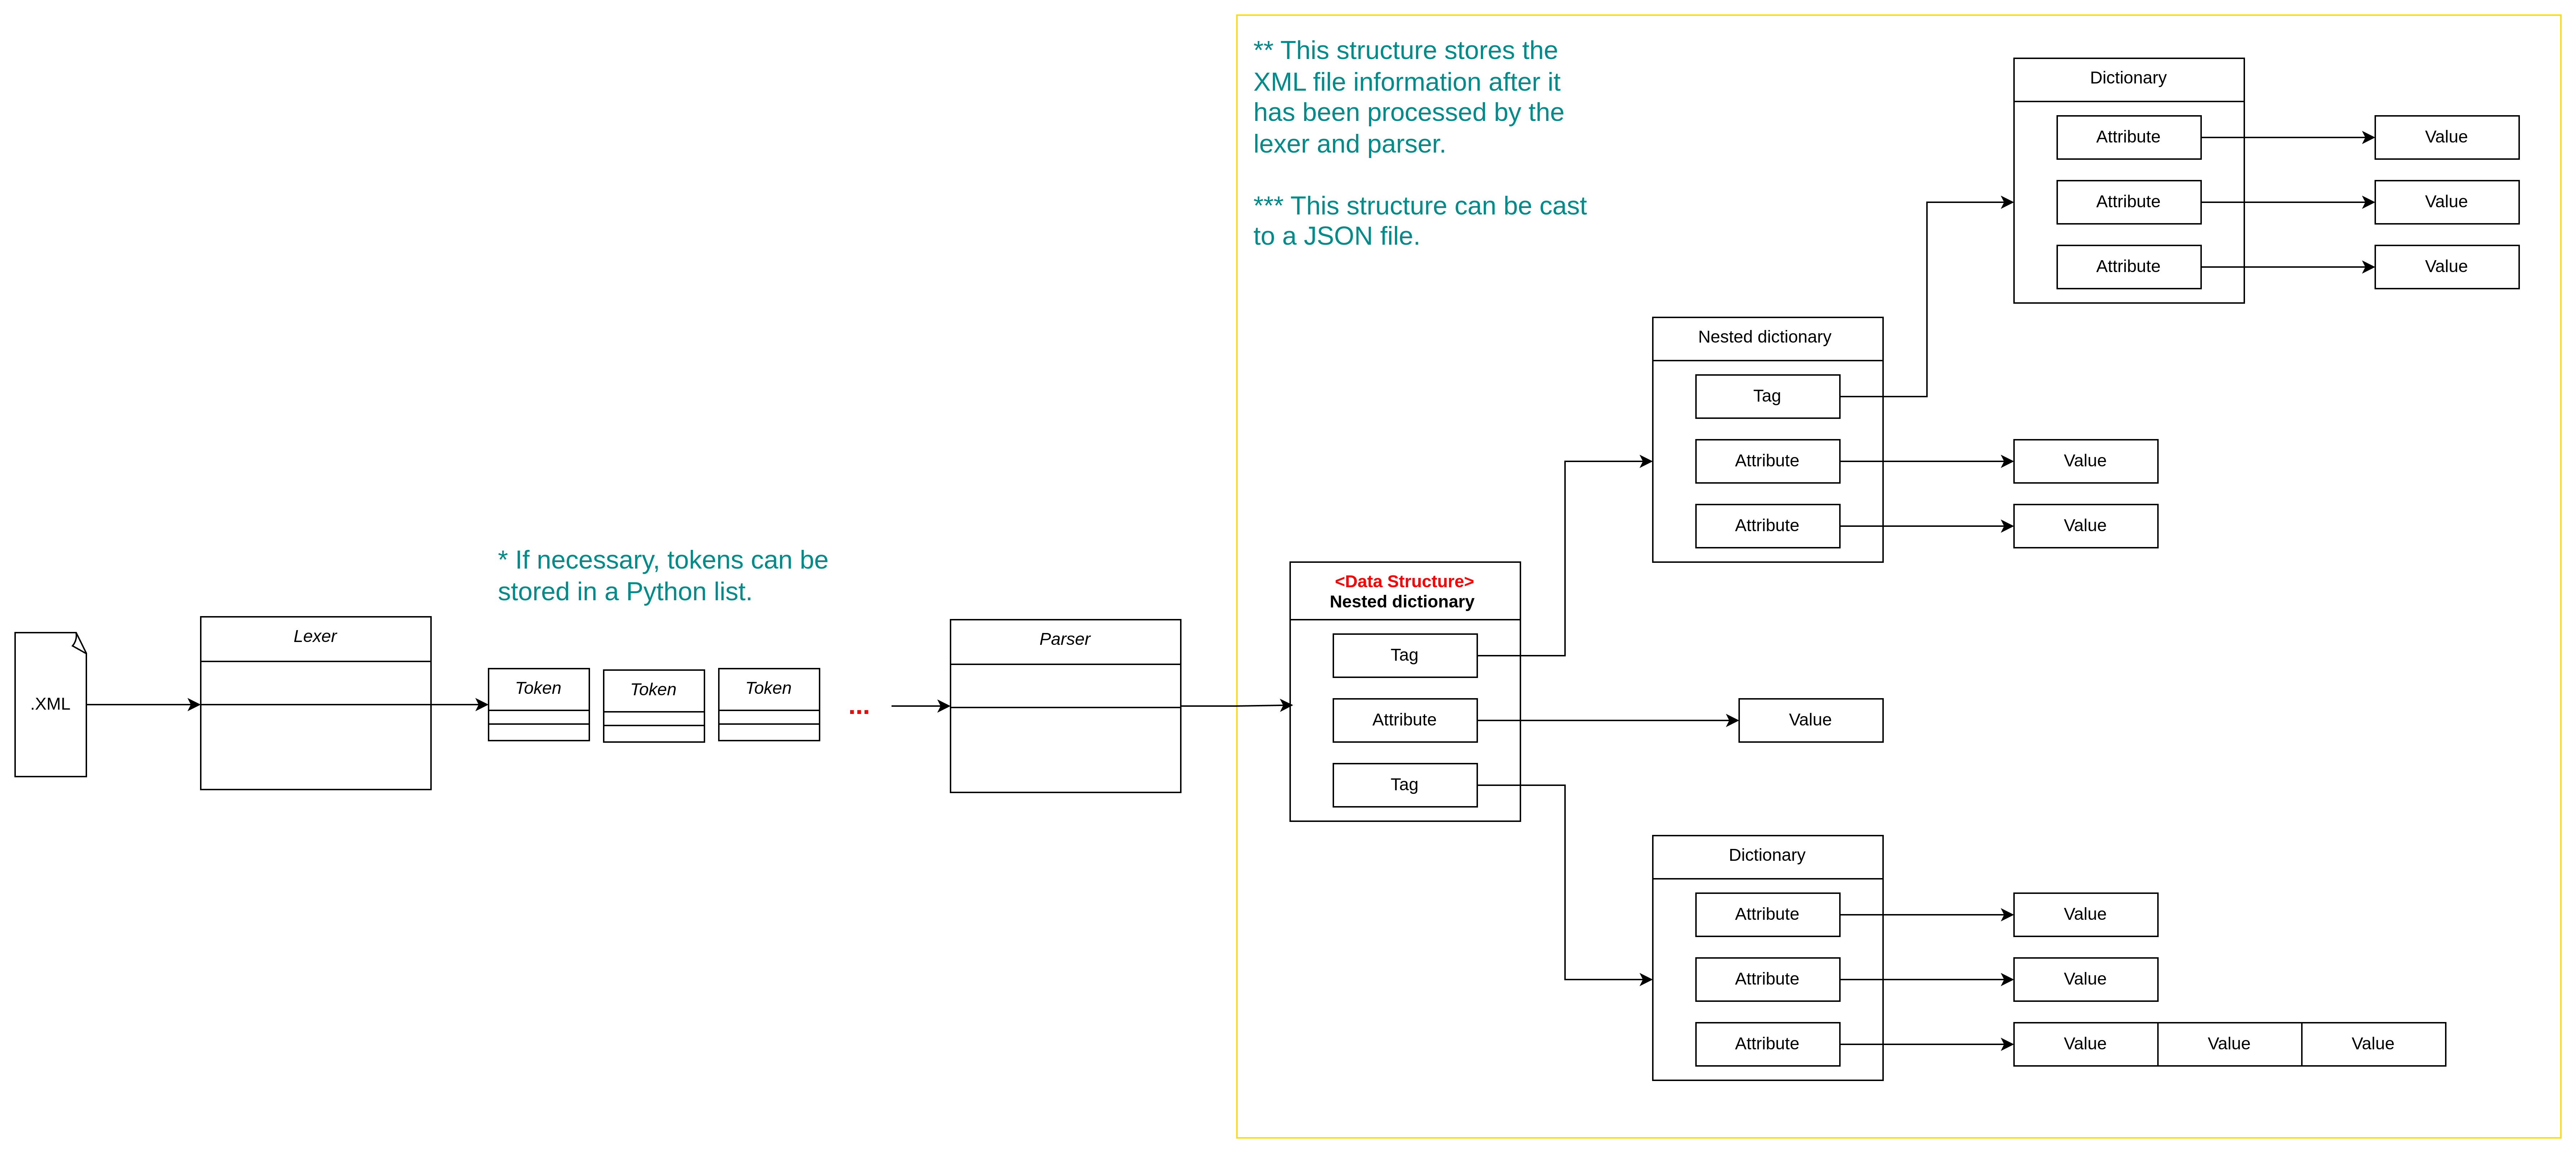 ** This structure stores the
XML file information after it
has been processed by the
lexer and parser.
*** This structure can be cast
to a JSON file.
Dictionary
Attribute
Value
Attribute
Value
Attribute
Value
Nested dictionary
Tag
Attribute
Value
Attribute
Value
* If necessary, tokens can be
stored in a Python list.
.XML
Lexer
Token
Token
Token
...
Parser
<Data Structure>
Nested dictionary
Tag
Attribute
Value
Tag
Dictionary
Attribute
Value
Attribute
Value
Attribute
Value
Value
Value